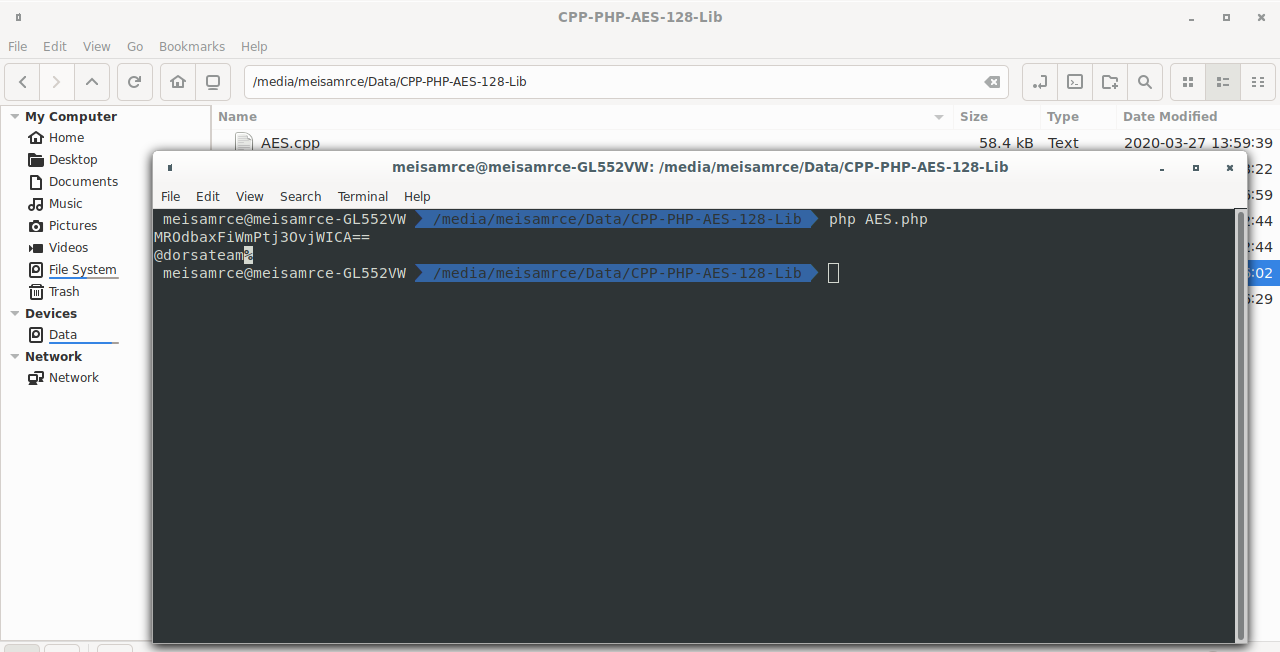 CPP-PHP-AES-128-Lib
File Edit View Go Bookmarks Help
/media/meisamrce/Data/CPP-PHP-AES-128-Lib
My Computer
Home
Desktop
Documents
Music
Pictures
Videos
File System
Trash
Devices
Data
Network
Network
Name Size Type Date Modified
AES.cpp 58.4 kB Text 2020-03-27 13:59:39
:22
:59
:44
:44
:02
:29
meisamrce@meisamrce-GL552VW: /media/meisamrce/Data/CPP-PHP-AES-128-Lib
File Edit View Search Terminal Help
meisamrce@meisamrce-GL552VW /media/meisamrce/Data/CPP-PHP-AES-128-Lib php AES.php
MROdbaxFiWmPtj3OvjWICA==
@dorsateam%
meisamrce@meisamrce-GL552VW /media/meisamrce/Data/CPP-PHP-AES-128-Lib